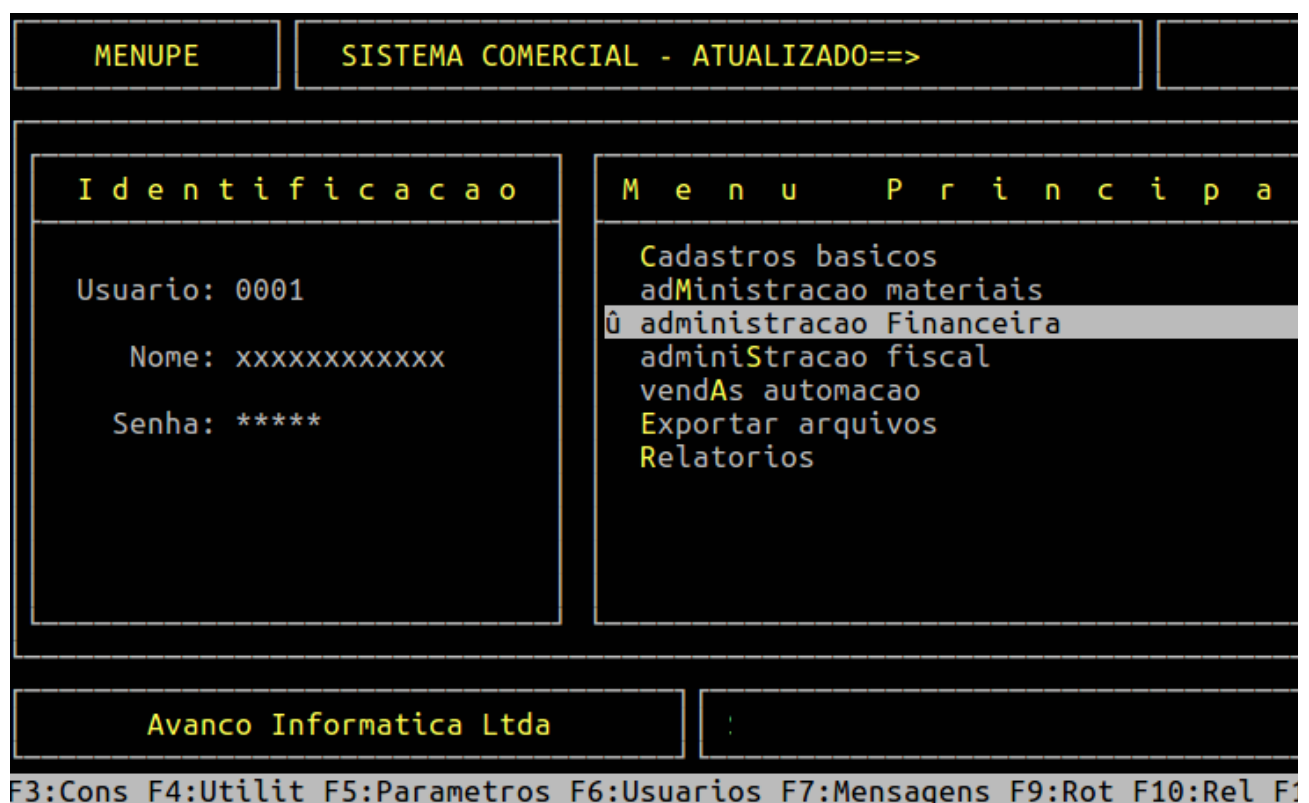 MENUPE
SISTEMA COMERCIAL - ATUALIZADO==>
I d e n t i f i c a c a o
Usuario: 0001
Nome: xxxxxxxxxxxx
Senha: *****
M e n u P r i n c i p a
Cadastros basicos
adMinistracao materiais
û administracao Financeira
adminiStracao fiscal
vendAs automacao
Exportar arquivos
Relatorios
Avanco Informatica Ltda
F3:Cons F4:Utilit F5:Parametros F6:Usuarios F7:Mensagens F9:Rot F10:Rel